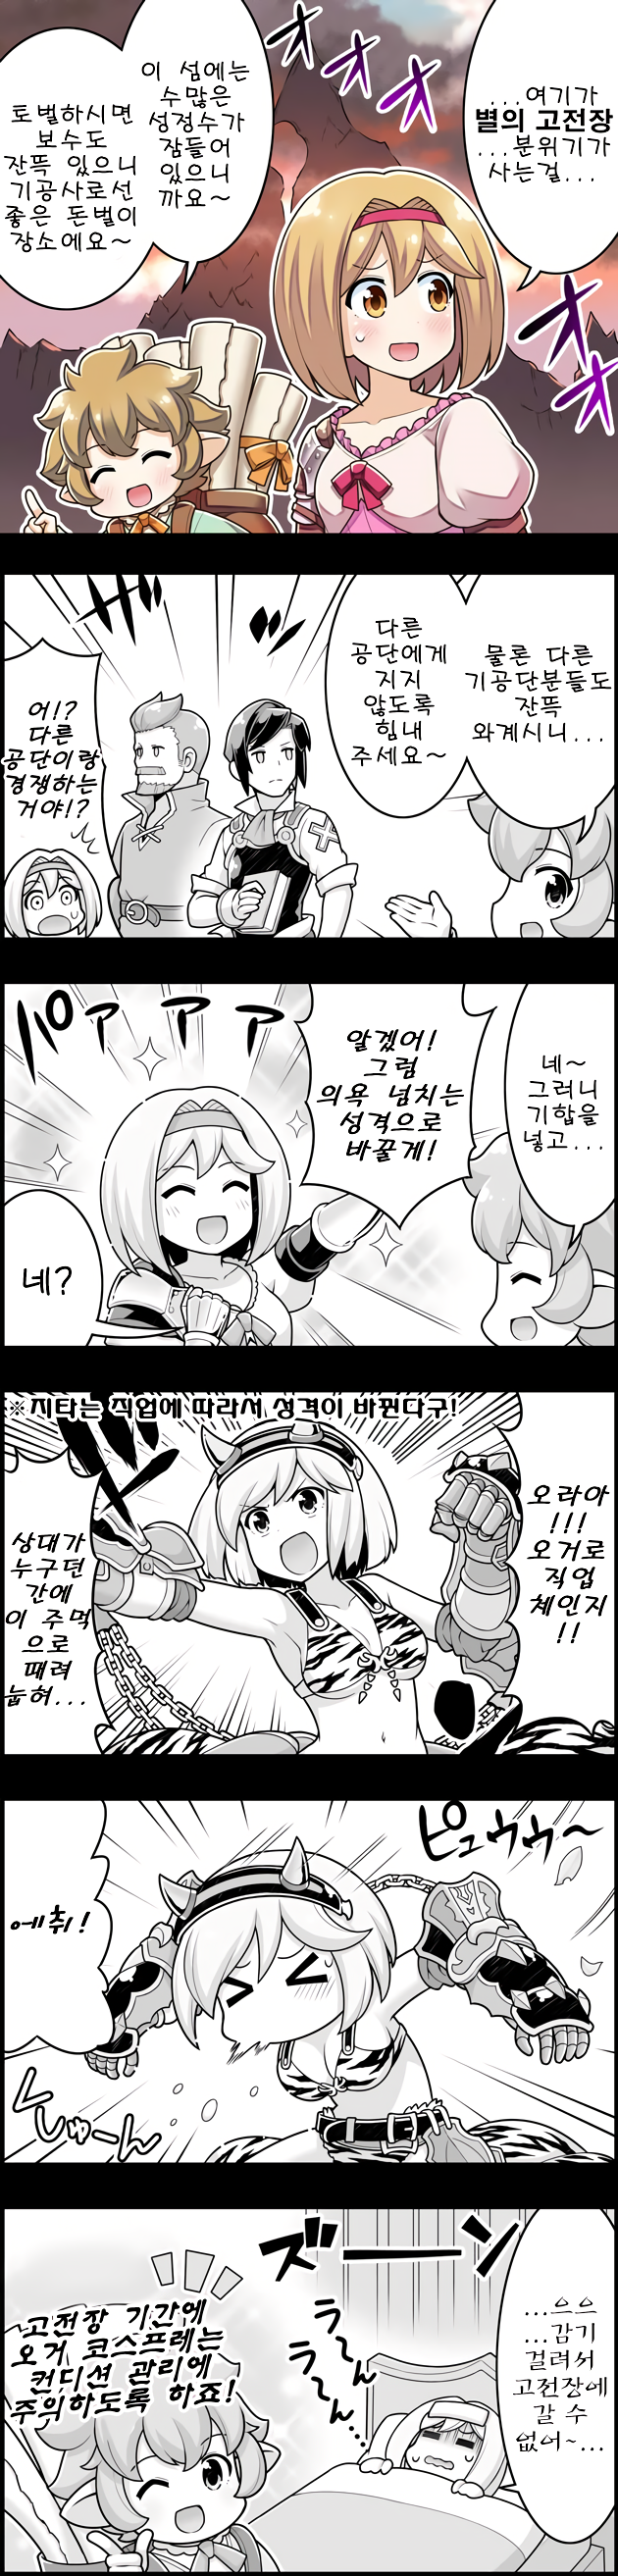 ...여기가
별의 고전장
...분위기가
사는걸...
이 섬에는
수많은
성정수가
잠들어
있으니
까요~
토벌하시면
보수도
잔뜩 있으니
기공사로선
좋은 돈벌이
장소에요~
물론 다른
기공단분들도
잔뜩
와계시니...
다른
공단에게
지지
않도록
힘내
주세요~
어!?
다른
공단이랑
경쟁하는
거야!?
네~
그러니
기합을
넣고...
알겠어!
그럼
의욕 넘치는
성격으로
바꿀게!
パァァァ
네?
※지타는 직업에 따라서 성격이 바뀐다구!
오라아
!!!
오거로
직업
체인지
!!
상대가
누구던
간에
이 주먹
으로
때려
눕혀...
ピュウウ~
에취!
くしゅーん
...으으
...감기
걸려서
고전장에
갈 수
없어~...
ズーン
う~ん
う~ん…
고전장 기간에
오거 코스프레는
컨디션 관리에
주의하도록 하죠!